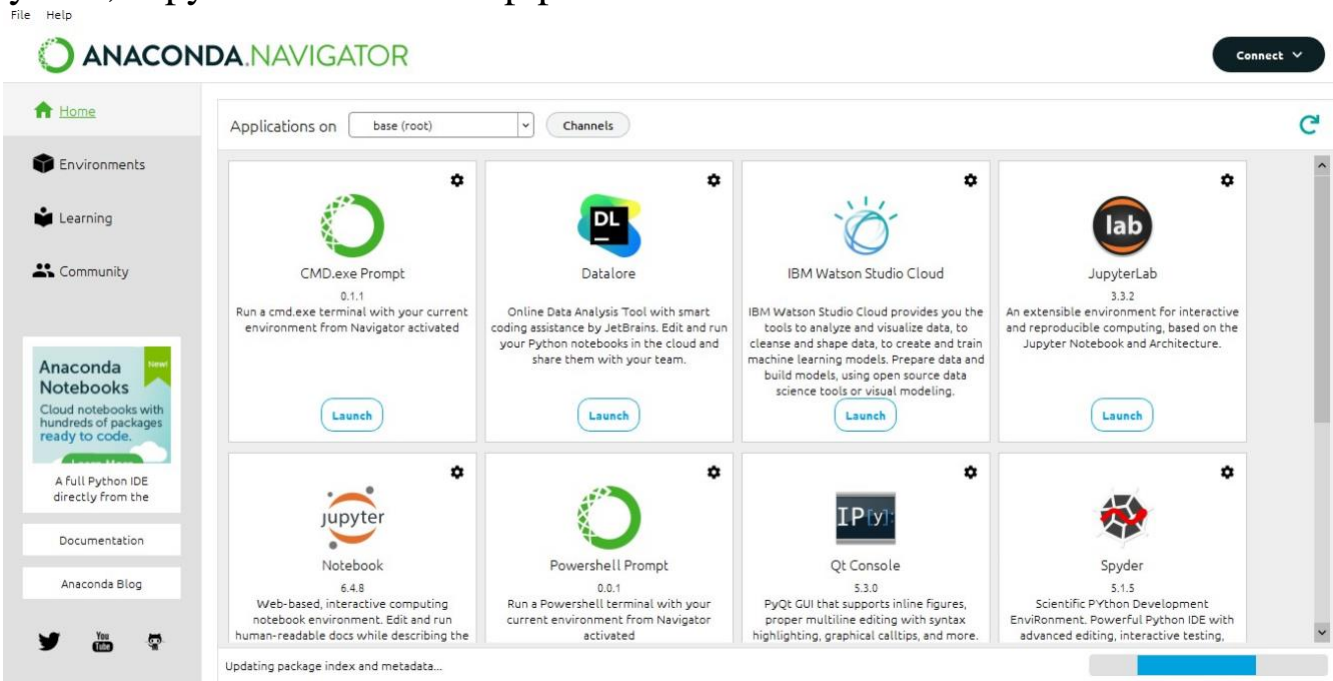 File Help
ANACONDA.NAVIGATOR
Connect
Home
Environments
Learning
Community
Applications on base (root) Channels
CMD.exe Prompt
0.1.1
Run a cmd.exe terminal with your current
environment from Navigator activated
Launch
Datalore
Online Data Analysis Tool with smart
coding assistance by JetBrains. Edit and run
your Python notebooks in the cloud and
share them with your team.
Launch
IBM Watson Studio Cloud
IBM Watson Studio Cloud provides you the
tools to analyze and visualize data, to
cleanse and shape data, to create and train
machine learning models. Prepare data and
build models, using open source data
science tools or visual modeling.
Launch
lab
JupyterLab
3.3.2
An extensible environment for interactive
and reproducible computing, based on the
Jupyter Notebook and Architecture.
Launch
DL
jupyter
Notebook
6.4.8
Web-based, interactive computing
notebook environment. Edit and run
human-readable docs while describing the
Powershell Prompt
0.0.1
Run a Powershell terminal with your
current environment from Navigator
activated
IP[y]:
Qt Console
5.3.0
PyQt GUI that supports inline figures,
proper multiline editing with syntax
highlighting, graphical calltips, and more.
Spyder
5.1.5
Scientific PYthon Development
EnviRonment. Powerful Python IDE with
advanced editing, interactive testing,
Anaconda
Notebooks
New!
Cloud notebooks with
hundreds of packages
ready to code.
A full Python IDE
directly from the
Documentation
Anaconda Blog
You
Tube
Updating package index and metadata...